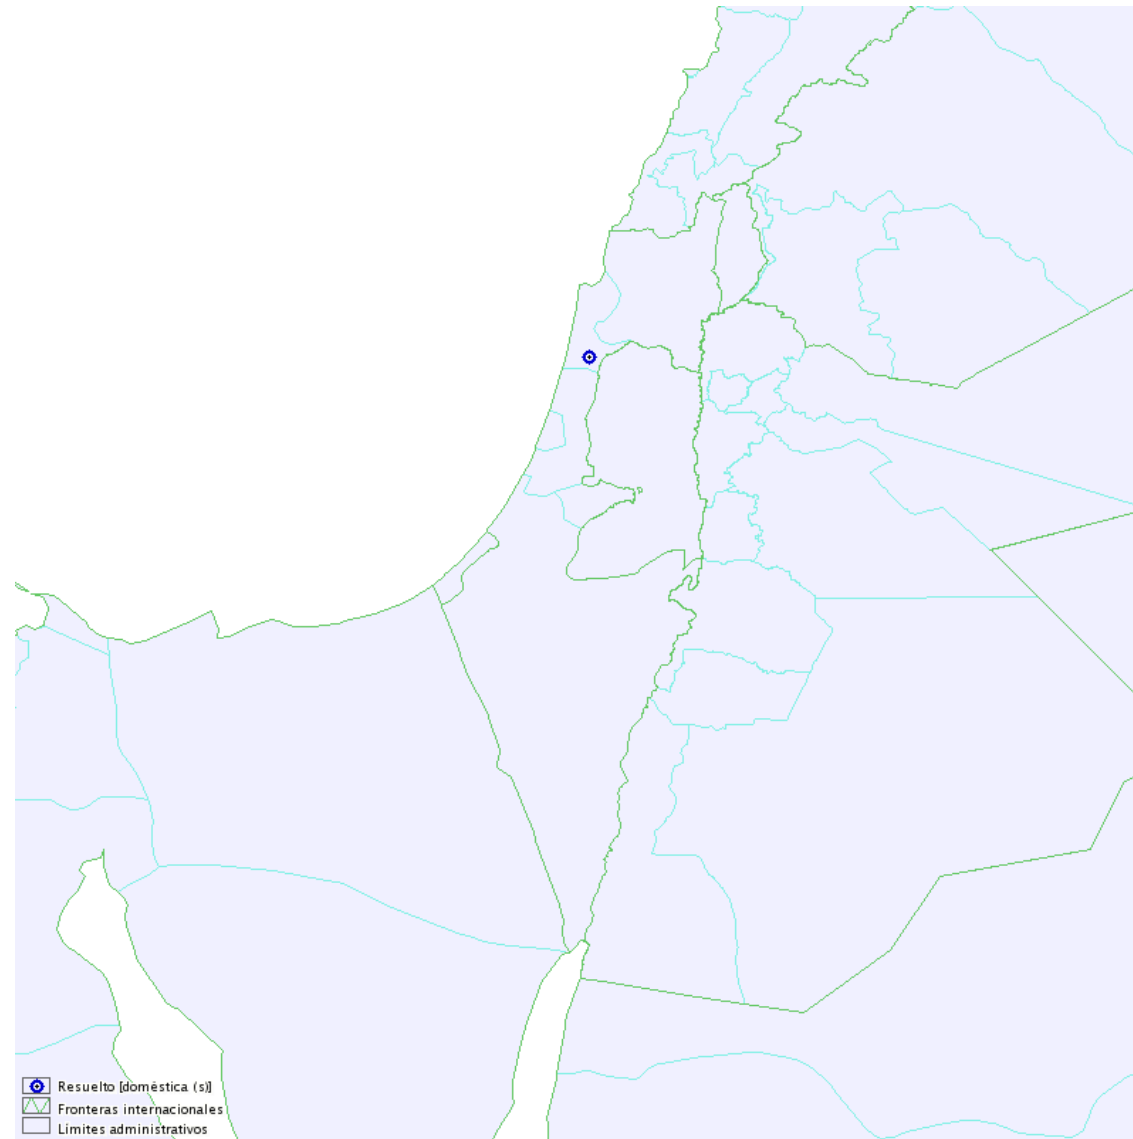 Resuelto [doméstica (s)]
Fronteras internacionales
Límites administrativos